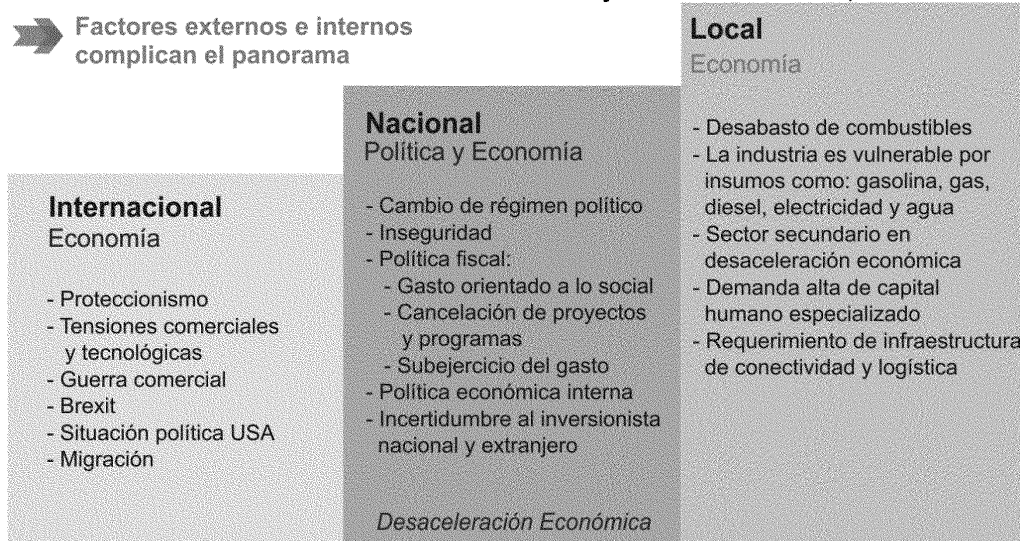 Factores externos e internos
complican el panorama
Internacional
Economía
- Proteccionismo
- Tensiones comerciales
y tecnológicas
- Guerra comercial
- Brexit
- Situación política USA
- Migración
Nacional
Política y Economía
- Cambio de régimen político
- Inseguridad
- Política fiscal:
- Gasto orientado a lo social
- Cancelación de proyectos
y programas
- Subejercicio del gasto
- Política económica interna
- Incertidumbre al inversionista
nacional y extranjero
Desaceleración Económica
Local
Economía
- Desabasto de combustibles
- La industria es vulnerable por
insumos como: gasolina, gas,
diesel, electricidad y agua
- Sector secundario en
desaceleración económica
- Demanda alta de capital
humano especializado
- Requerimiento de infraestructura
de conectividad y logística